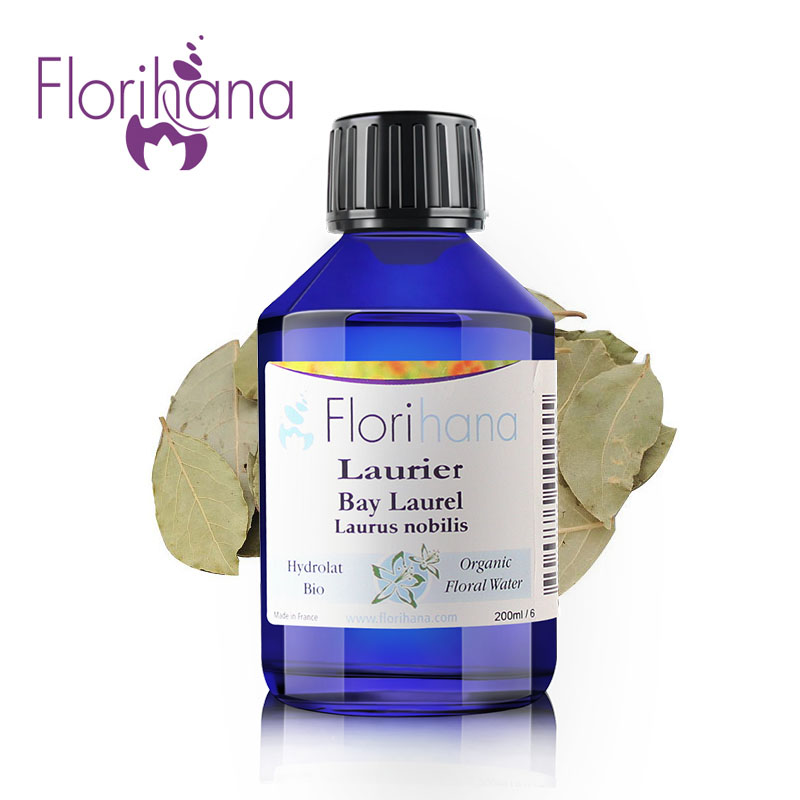 Florihana
Florihana
Laurier
Bay Laurel
Laurus nobilis
Hydrolat
Bio
Organic
Floral Water
Made in France
www.florihana.com
200ml / 6